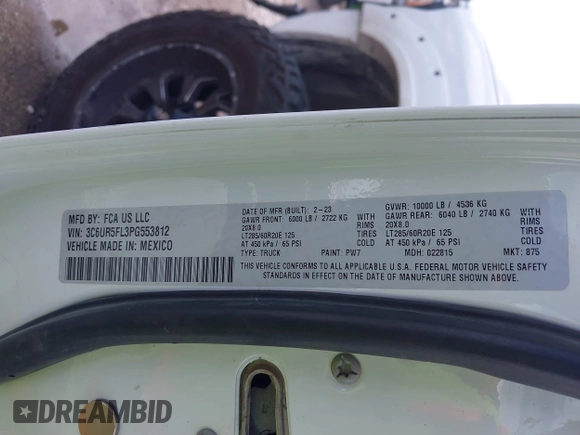 MFD BY: FCA US LLC
VIN: 3C6UR5FL3PG553812
VEHICLE MADE IN: MEXICO
DATE OF MFR (BUILT): 2-23
GAWR FRONT: 6000 LB / 2722 KG WITH
20X8.0 RIMS
LT285/60R20E 125 TIRES
AT 450 kPa / 65 PSI COLD
TYPE: TRUCK PAINT: PW7
GVWR: 10000 LB / 4536 KG
GAWR REAR: 6040 LB / 2740 KG WITH
20X8.0 RIMS
LT285/60R20E 125 TIRES
AT 450 kPa / 65 PSI COLD
MDH: 022815 MKT: 875
THIS VEHICLE CONFORMS TO ALL APPLICABLE U.S.A. FEDERAL MOTOR VEHICLE SAFETY
STANDARDS IN EFFECT ON THE DATE OF MANUFACTURE SHOWN ABOVE.
DREAMBID